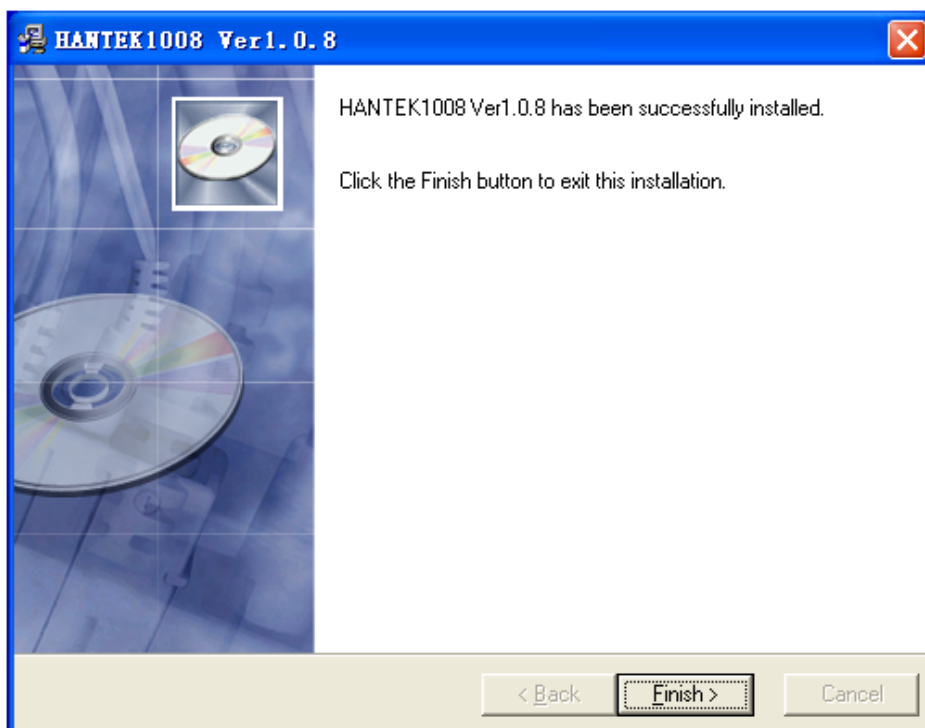 HANTEK1008 Ver1.0.8
HANTEK1008 Ver1.0.8 has been successfully installed.
Click the Finish button to exit this installation.
< Back
Finish >
Cancel